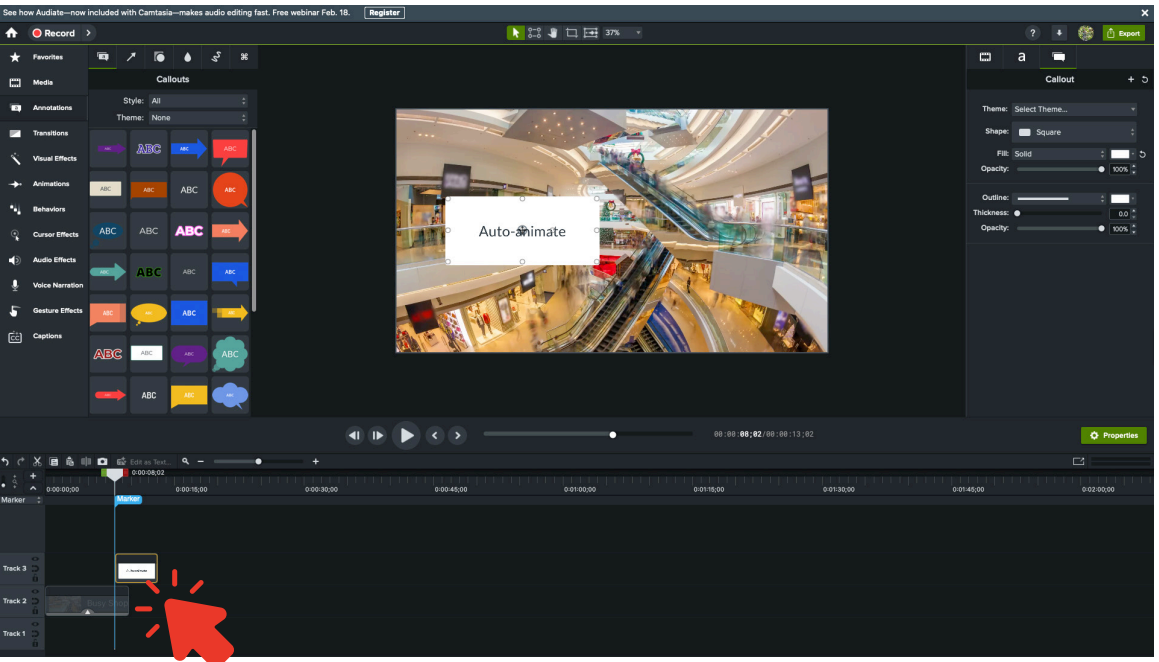 See how Audiate—now included with Camtasia—makes audio editing fast. Free webinar Feb. 18. Register
Record
37%
Export
Favorites
Media
Annotations
Transitions
Visual Effects
Animations
Behaviors
Cursor Effects
Audio Effects
Voice Narration
Gesture Effects
Captions
Callouts
Style: All
Theme: None
ABC ABC ABC ABC
ABC ABC ABC ABC
ABC ABC ABC ABC
ABC ABC ABC ABC
ABC ABC
ABC ABC ABC ABC
ABC ABC
Auto-animate
a
Callout
Theme: Select Theme...
Shape: Square
Fill: Solid
Opacity: 100%
Outline:
Thickness: 0.0
Opacity: 100%
00:00:08;02/00:00:13;02
Properties
Edit as Text...
0:00:08;02
0:00:00;00 0:00:15;00 0:00:30;00 0:00:45;00 0:01:00;00 0:01:15;00 0:01:30;00 0:01:45;00 0:02:00;00
Marker
Marker
Track 3
Track 2
Track 1